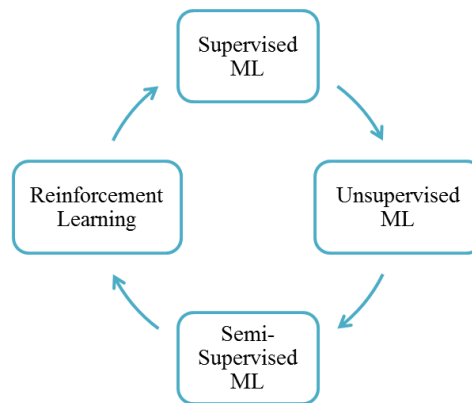 Supervised
ML
Reinforcement
Learning
Unsupervised
ML
Semi-
Supervised
ML